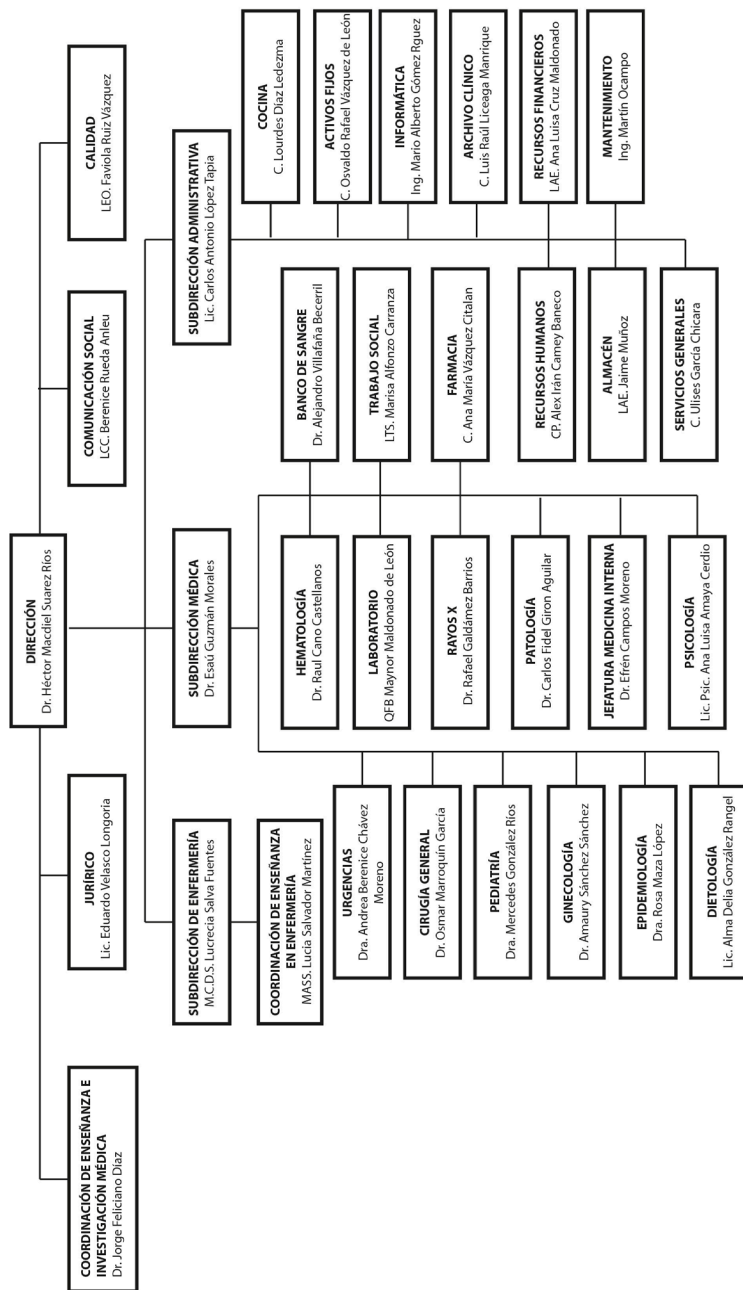 DIRECCIÓN
Dr. Héctor Macdiel Suarez Ríos
COORDINACIÓN DE ENSEÑANZA E
INVESTIGACIÓN MÉDICA
Dr. Jorge Feliciano Díaz
JURÍRICO
Lic. Eduardo Velasco Longoria
COMUNICACIÓN SOCIAL
LCC. Berenice Rueda Anleu
CALIDAD
LEO. Faviola Ruiz Vázquez
SUBDIRECCIÓN DE ENFERMERÍA
M.C.D.S. Lucrecia Salva Fuentes
SUBDIRECCIÓN MÉDICA
Dr. Esaú Guzmán Morales
SUBDIRECCIÓN ADMINISTRATIVA
Lic. Carlos Antonio López Tapia
COORDINACIÓN DE ENSEÑANZA
EN ENFERMERÍA
MASS. Lucía Salvador Martínez
URGENCIAS
Dra. Andrea Berenice Chávez
Moreno
CIRUGÍA GENERAL
Dr. Osmar Marroquín García
PEDIATRÍA
Dra. Mercedes González Ríos
GINECOLOGÍA
Dr. Amaury Sánchez Sánchez
EPIDEMIOLOGÍA
Dra. Rosa Maza López
DIETOLOGÍA
Lic. Alma Delia González Rangel
HEMATOLOGÍA
Dr. Raul Cano Castellanos
LABORATORIO
QFB Maynor Maldonado de León
RAYOS X
Dr. Rafael Galdámez Barrios
PATOLOGÍA
Dr. Carlos Fidel Giron Aguilar
JEFATURA MEDICINA INTERNA
Dr. Efrén Campos Moreno
PSICOLOGÍA
Lic. Psic. Ana Luisa Amaya Cerdio
BANCO DE SANGRE
Dr. Alejandro Villafaña Becerril
TRABAJO SOCIAL
LTS. Marisa Alfonzo Carranza
FARMACIA
C. Ana María Vázquez Citalan
RECURSOS HUMANOS
CP. Alex Irán Camey Baneco
ALMACÉN
LAE. Jaime Muñoz
SERVICIOS GENERALES
C. Ulises García Chicara
COCINA
C. Lourdes Díaz Ledezma
ACTIVOS FIJOS
C. Osvaldo Rafael Vázquez de León
INFORMÁTICA
Ing. Mario Alberto Gómez Rguez
ARCHIVO CLÍNICO
C. Luis Raúl Liceaga Manrique
RECURSOS FINANCIEROS
LAE. Ana Luisa Cruz Maldonado
MANTENIMIENTO
Ing. Martín Ocampo